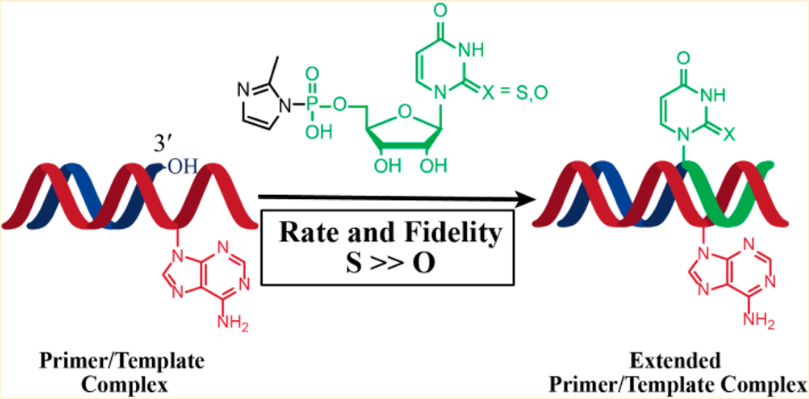 O
NH
N
X = S,O
O
N
N
P
O
OH
O
OH OH
3′
-OH
Rate and Fidelity
S >> O
N
N
N
N
NH₂
Primer/Template
Complex
O
NH
N
X
N
N
N
N
NH₂
Extended
Primer/Template Complex